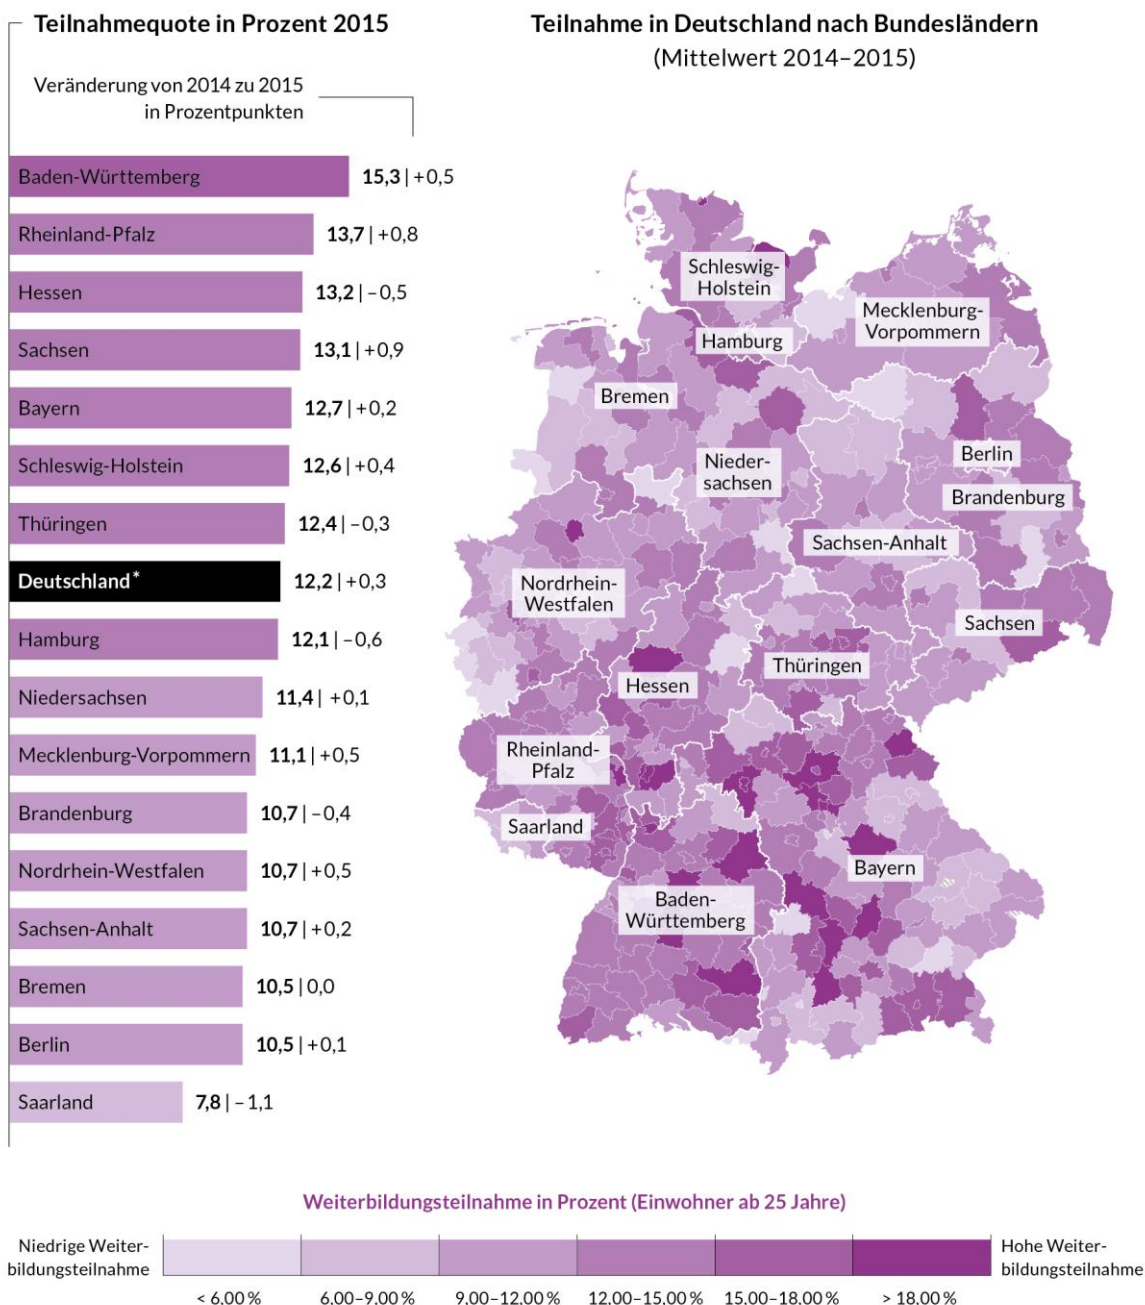 Teilnahmequote in Prozent 2015
Veränderung von 2014 zu 2015
in Prozentpunkten
Baden-Württemberg 15,3 | +0,5
Rheinland-Pfalz 13,7 | +0,8
Hessen 13,2 | −0,5
Sachsen 13,1 | +0,9
Bayern 12,7 | +0,2
Schleswig-Holstein 12,6 | +0,4
Thüringen 12,4 | −0,3
Deutschland* 12,2 | +0,3
Hamburg 12,1 | −0,6
Niedersachsen 11,4 | +0,1
Mecklenburg-Vorpommern 11,1 | +0,5
Brandenburg 10,7 | −0,4
Nordrhein-Westfalen 10,7 | +0,5
Sachsen-Anhalt 10,7 | +0,2
Bremen 10,5 | 0,0
Berlin 10,5 | +0,1
Saarland 7,8 | −1,1
Teilnahme in Deutschland nach Bundesländern
(Mittelwert 2014–2015)
Schleswig-
Holstein
Mecklenburg-
Vorpommern
Hamburg
Bremen
Berlin
Nieder-
sachsen
Brandenburg
Sachsen-Anhalt
Nordrhein-
Westfalen
Sachsen
Thüringen
Hessen
Rheinland-
Pfalz
Saarland
Bayern
Baden-
Württemberg
Weiterbildungsteilnahme in Prozent (Einwohner ab 25 Jahre)
Niedrige Weiter-
bildungsteilnahme
Hohe Weiter-
bildungsteilnahme
< 6.00 % 6.00–9.00 % 9.00–12.00 % 12.00–15.00 % 15.00–18.00 % > 18.00 %